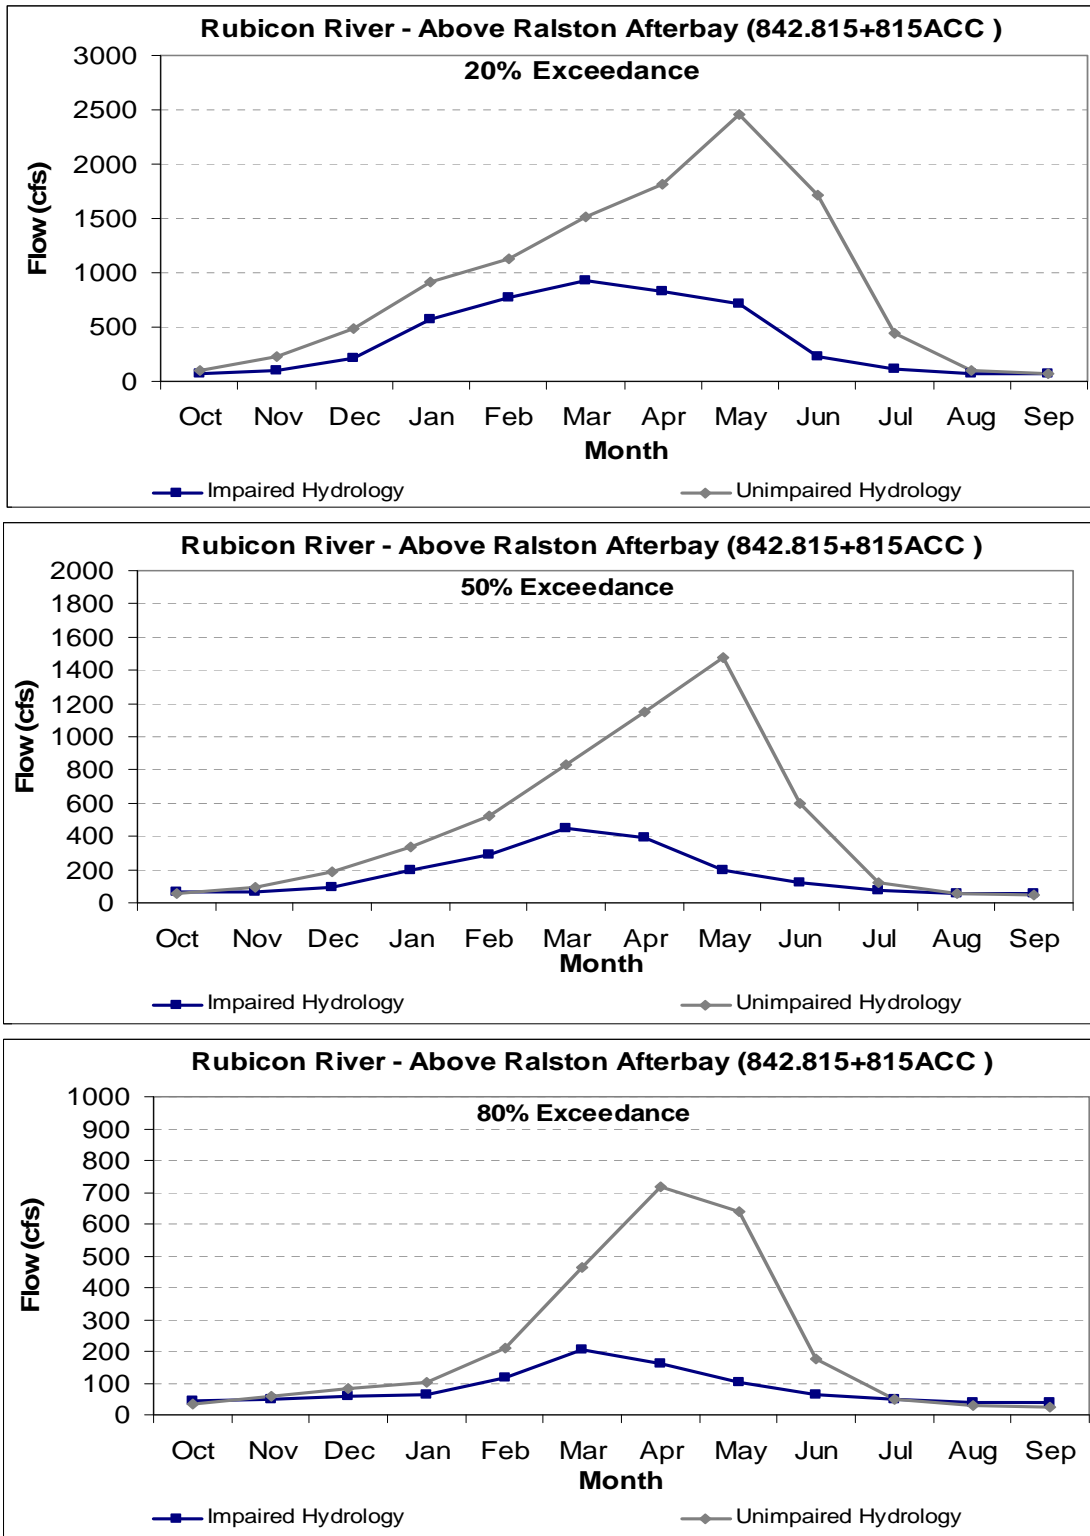 Rubicon River - Above Ralston Afterbay (842.815+815ACC )
20% Exceedance
3000
2500
2000
1500
1000
500
0
Flow (cfs)
Oct Nov Dec Jan Feb Mar Apr May Jun Jul Aug Sep
Month
Impaired Hydrology Unimpaired Hydrology
Rubicon River - Above Ralston Afterbay (842.815+815ACC )
50% Exceedance
2000
1800
1600
1400
1200
1000
800
600
400
200
0
Flow (cfs)
Oct Nov Dec Jan Feb Mar Apr May Jun Jul Aug Sep
Month
Impaired Hydrology Unimpaired Hydrology
Rubicon River - Above Ralston Afterbay (842.815+815ACC )
80% Exceedance
1000
900
800
700
600
500
400
300
200
100
0
Flow (cfs)
Oct Nov Dec Jan Feb Mar Apr May Jun Jul Aug Sep
Month
Impaired Hydrology Unimpaired Hydrology